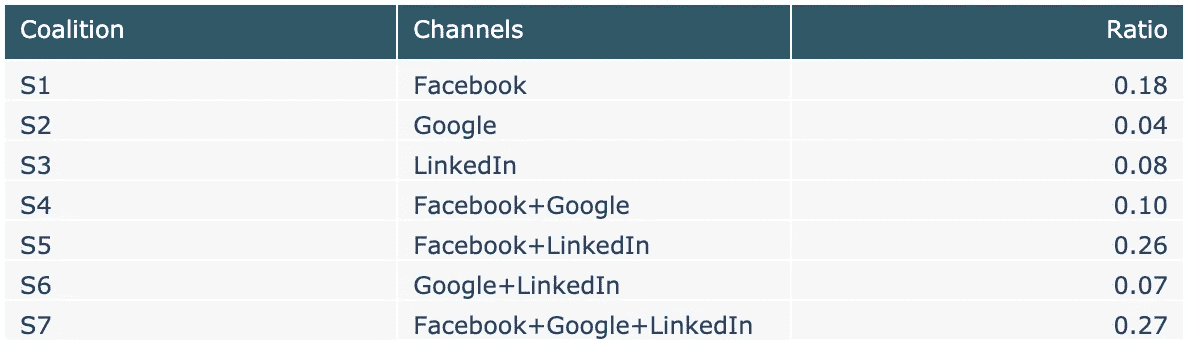 Coalition Channels Ratio
S1 Facebook 0.18
S2 Google 0.04
S3 LinkedIn 0.08
S4 Facebook+Google 0.10
S5 Facebook+LinkedIn 0.26
S6 Google+LinkedIn 0.07
S7 Facebook+Google+LinkedIn 0.27